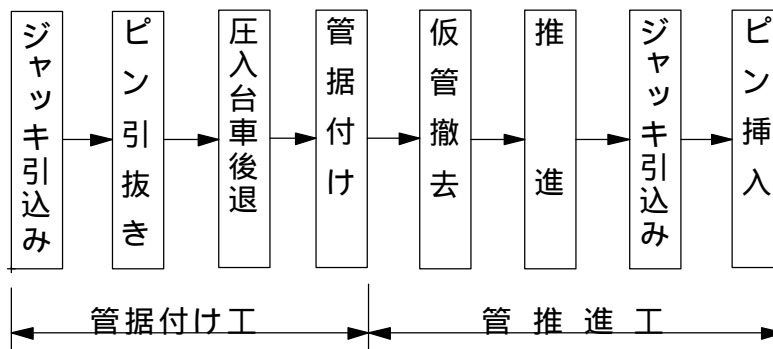 ジャッキ引込み
ピン引抜き
圧入台車後退
管据付け
仮管撤去
推進
ジャッキ引込み
ピン挿入
管据付け工
管推進工